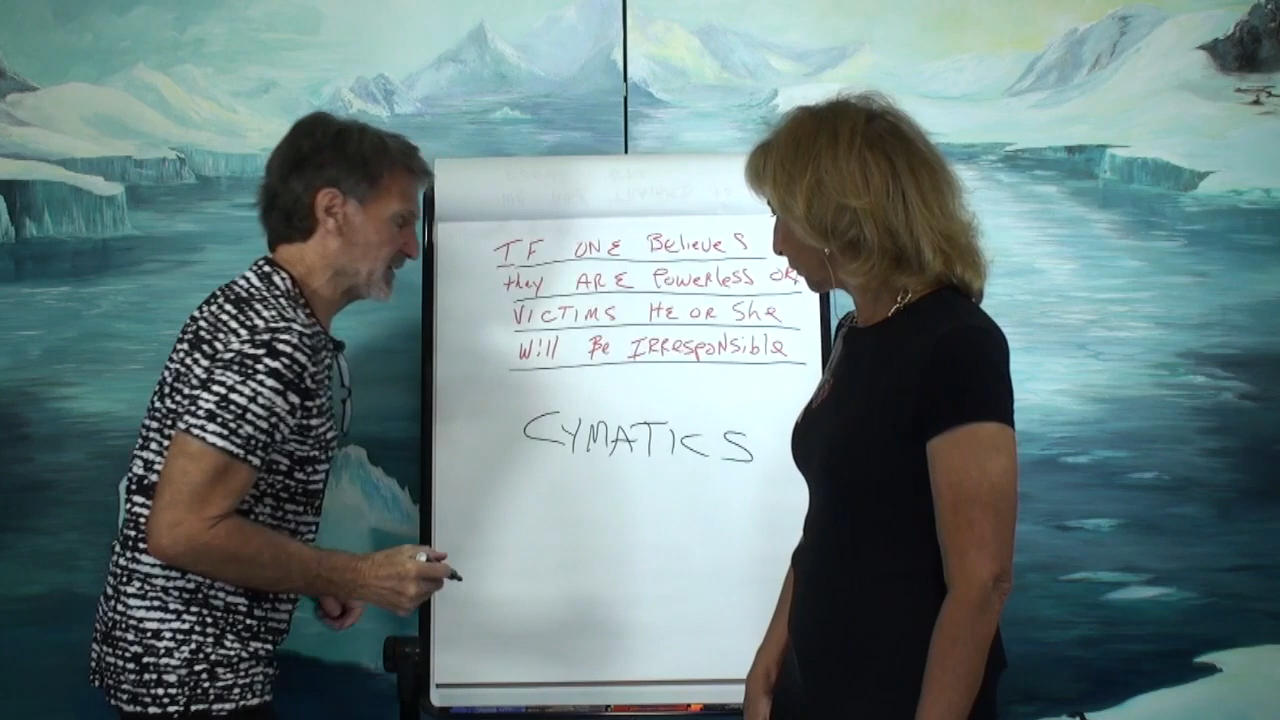 IF ONE Believes
they ARE Powerless OR
VICTIMS HE OR SHE
Will Be IRResponsible
CYMATICS